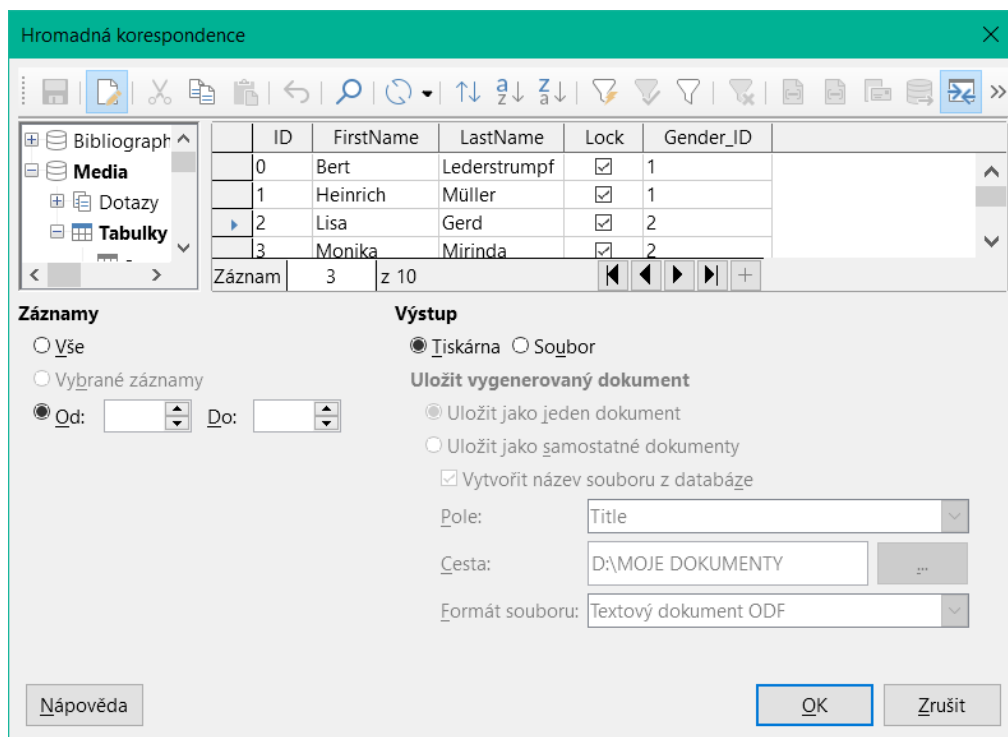 Hromadná korespondence
Bibliograph
Media
Dotazy
Tabulky
ID FirstName LastName Lock Gender_ID
0 Bert Lederstrumpf 1
1 Heinrich Müller 1
2 Lisa Gerd 2
3 Monika Mirinda 2
Záznam 3 z 10
Záznamy
Vše
Vybrané záznamy
Od: Do:
Výstup
Tiskárna Soubor
Uložit vygenerovaný dokument
Uložit jako jeden dokument
Uložit jako samostatné dokumenty
Vytvořit název souboru z databáze
Pole: Title
Cesta: D:\MOJE DOKUMENTY ...
Formát souboru: Textový dokument ODF
Nápověda OK Zrušit